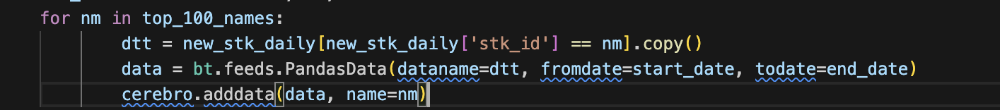 for nm in top_100_names:
dtt = new_stk_daily[new_stk_daily['stk_id'] == nm].copy()
data = bt.feeds.PandasData(dataname=dtt, fromdate=start_date, todate=end_date)
cerebro.adddata(data, name=nm)